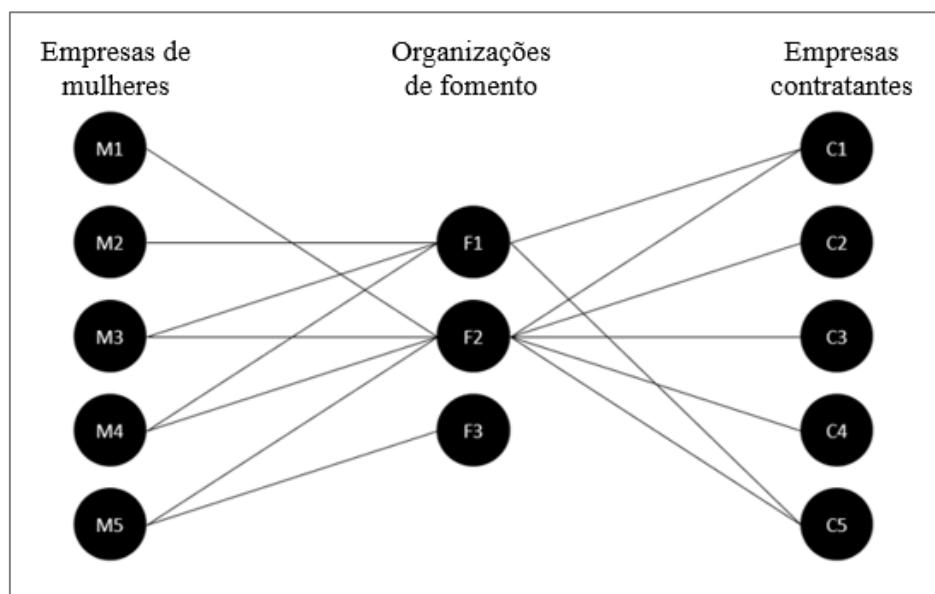 Empresas de
mulheres
Organizações
de fomento
Empresas
contratantes
M1
M2
M3
M4
M5
F1
F2
F3
C1
C2
C3
C4
C5